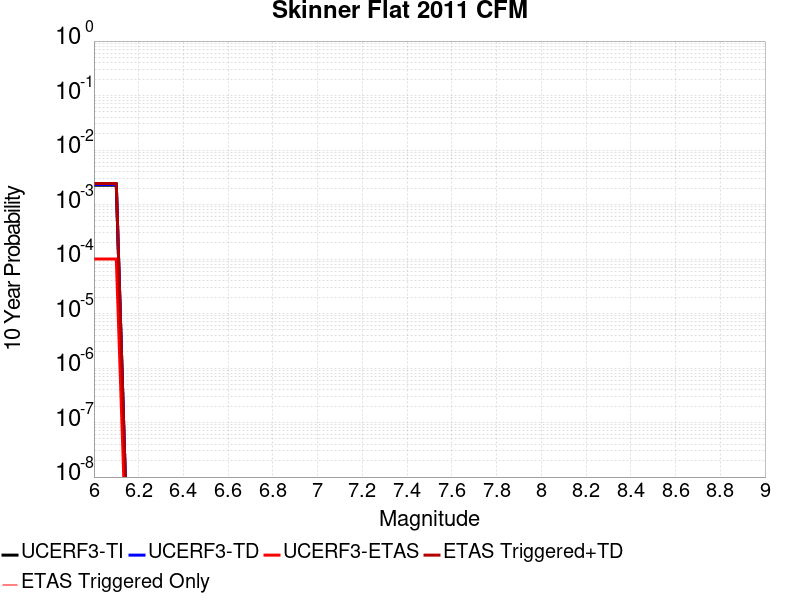 Skinner Flat 2011 CFM
10^0
10^-1
10^-2
10^-3
10^-4
10^-5
10^-6
10^-7
10^-8
10 Year Probability
6 6.2 6.4 6.6 6.8 7 7.2 7.4 7.6 7.8 8 8.2 8.4 8.6 8.8 9
Magnitude
UCERF3-TI UCERF3-TD UCERF3-ETAS ETAS Triggered+TD
ETAS Triggered Only